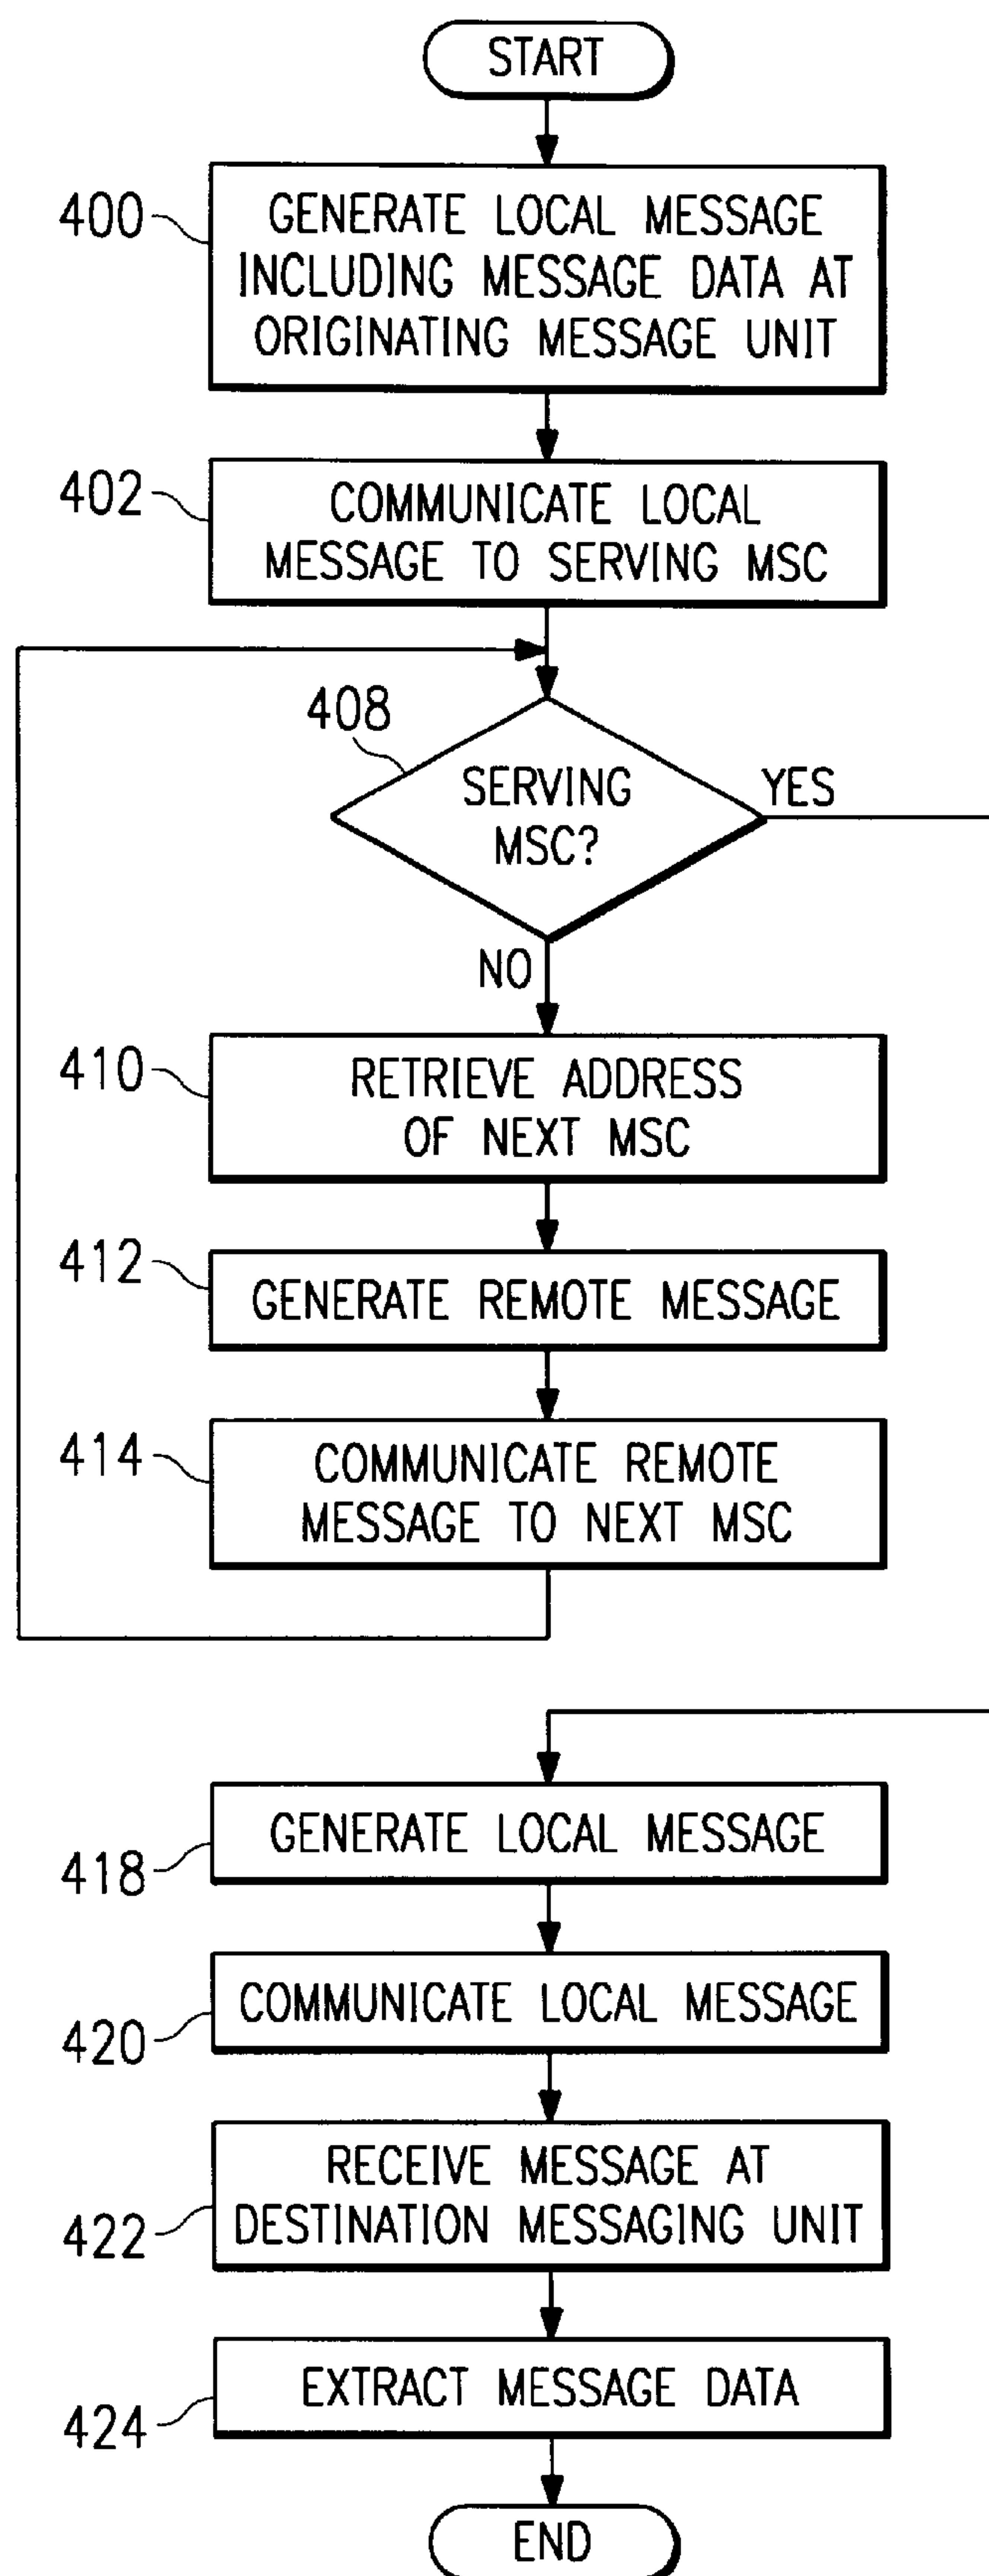 START
400
GENERATE LOCAL MESSAGE
INCLUDING MESSAGE DATA AT
ORIGINATING MESSAGE UNIT
402
COMMUNICATE LOCAL
MESSAGE TO SERVING MSC
408
SERVING
MSC?
YES
NO
410
RETRIEVE ADDRESS
OF NEXT MSC
412
GENERATE REMOTE MESSAGE
414
COMMUNICATE REMOTE
MESSAGE TO NEXT MSC
418
GENERATE LOCAL MESSAGE
420
COMMUNICATE LOCAL MESSAGE
422
RECEIVE MESSAGE AT
DESTINATION MESSAGING UNIT
424
EXTRACT MESSAGE DATA
END